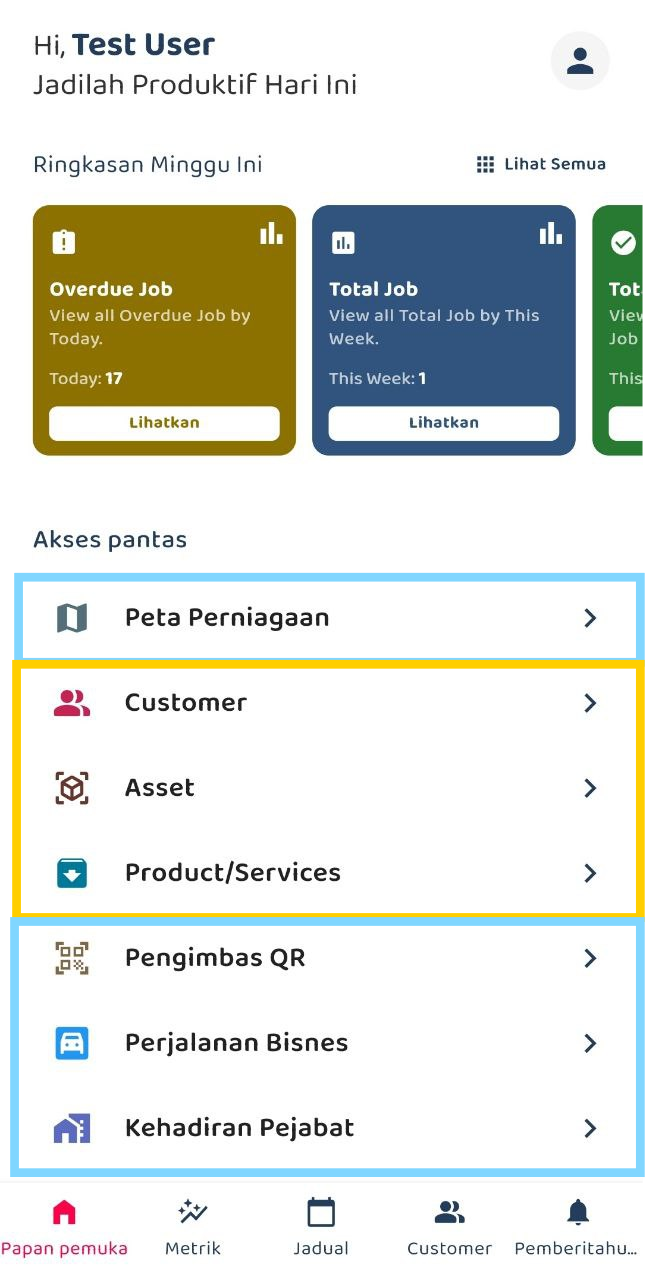 Hi, Test User
Jadilah Produktif Hari Ini
Ringkasan Minggu Ini
Lihat Semua
Overdue Job
View all Overdue Job by
Today.
Today: 17
Lihatkan
Total Job
View all Total Job by This
Week.
This Week: 1
Lihatkan
Tot
View
Job
This
Akses pantas
Peta Perniagaan
Customer
Asset
Product/Services
Pengimbas QR
Perjalanan Bisnes
Kehadiran Pejabat
Papan pemuka
Metrik
Jadual
Customer
Pemberitahu...